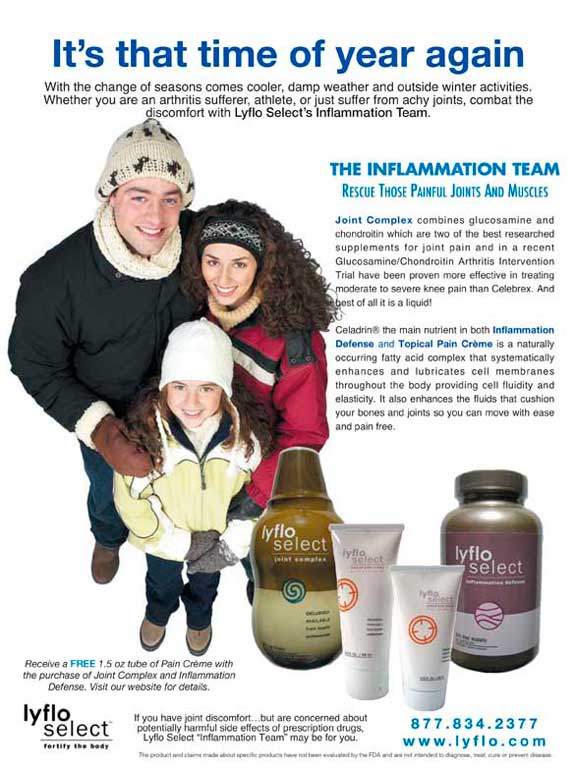 It's that time of year again
With the change of seasons comes cooler, damp weather and outside winter activities.
Whether you are an arthritis sufferer, athlete, or just suffer from achy joints, combat the
discomfort with Lyflo Select's Inflammation Team.
THE INFLAMMATION TEAM
RESCUE THOSE PAINFUL JOINTS AND MUSCLES
Joint Complex combines glucosamine and
chondroitin which are two of the best researched
supplements for joint pain and in a recent
Glucosamine/Chondroitin Arthritis Intervention
Trial have been proven more effective in treating
moderate to severe knee pain than Celebrex. And
best of all it is a liquid!
Celadrin® the main nutrient in both Inflammation
Defense and Topical Pain Crème is a naturally
occurring fatty acid complex that systematically
enhances and lubricates cell membranes
throughout the body providing cell fluidity and
elasticity. It also enhances the fluids that cushion
your bones and joints so you can move with ease
and pain free.
lyflo
select
joint complex
lyflo
select
lyflo
select
lyflo
select
inflammation defense
Receive a FREE 1.5 oz tube of Pain Crème with
the purchase of Joint Complex and Inflammation
Defense. Visit our website for details.
lyflo
select™
fortify the body
If you have joint discomfort...but are concerned about
potentially harmful side effects of prescription drugs,
Lyflo Select "Inflammation Team" may be for you.
877.834.2377
www.lyflo.com
The product and claims made about specific products have not been evaluated by the FDA and are not intended to diagnose, treat, cure or prevent disease.